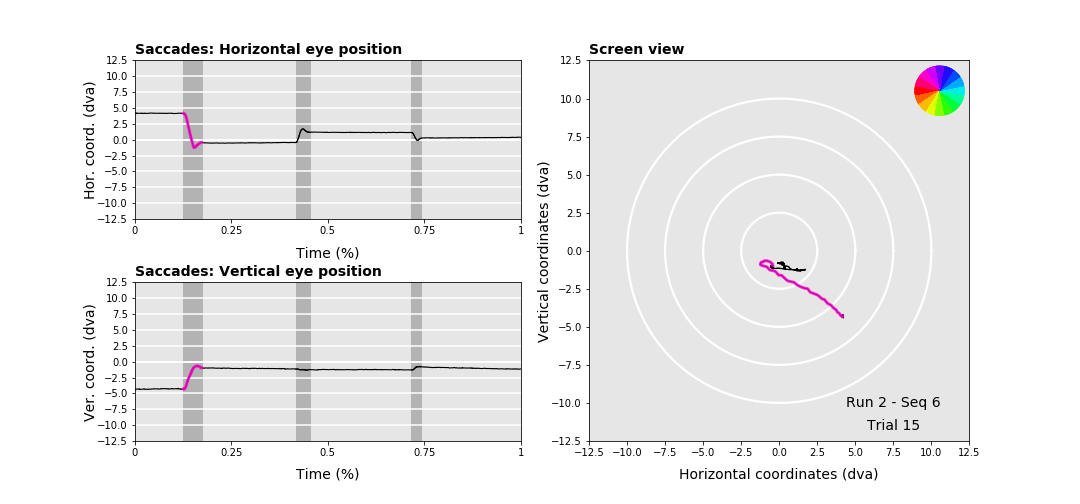 Saccades: Horizontal eye position
Hor. coord. (dva)
12.5
10.0
7.5
5.0
2.5
0.0
−2.5
−5.0
−7.5
−10.0
−12.5
0 0.25 0.5 0.75 1
Time (%)
Saccades: Vertical eye position
Ver. coord. (dva)
12.5
10.0
7.5
5.0
2.5
0.0
−2.5
−5.0
−7.5
−10.0
−12.5
0 0.25 0.5 0.75 1
Time (%)
Screen view
Vertical coordinates (dva)
12.5
10.0
7.5
5.0
2.5
0.0
−2.5
−5.0
−7.5
−10.0
−12.5
Run 2 - Seq 6
Trial 15
−12.5 −10.0 −7.5 −5.0 −2.5 0.0 2.5 5.0 7.5 10.0 12.5
Horizontal coordinates (dva)